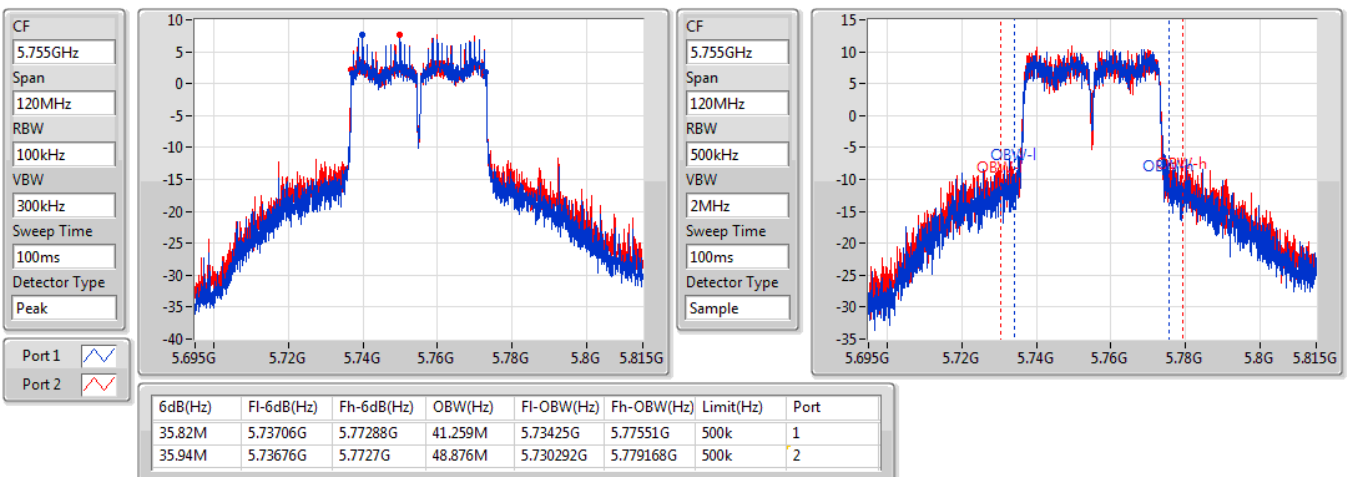 CF
5.755GHz
Span
120MHz
RBW
100kHz
VBW
300kHz
Sweep Time
100ms
Detector Type
Peak
Port 1
Port 2
10
5
0
-5
-10
-15
-20
-25
-30
-35
-40
5.695G 5.72G 5.74G 5.76G 5.78G 5.8G 5.815G
CF
5.755GHz
Span
120MHz
RBW
500kHz
VBW
2MHz
Sweep Time
100ms
Detector Type
Sample
15
10
5
0
-5
-10
-15
-20
-25
-30
-35
OBW-l
5.695G 5.72G 5.74G 5.76G 5.78G 5.8G 5.815G
6dB(Hz) Fl-6dB(Hz) Fh-6dB(Hz) OBW(Hz) Fl-OBW(Hz) Fh-OBW(Hz) Limit(Hz) Port
35.82M 5.73706G 5.77288G 41.259M 5.73425G 5.77551G 500k 1
35.94M 5.73676G 5.7727G 48.876M 5.730292G 5.779168G 500k 2